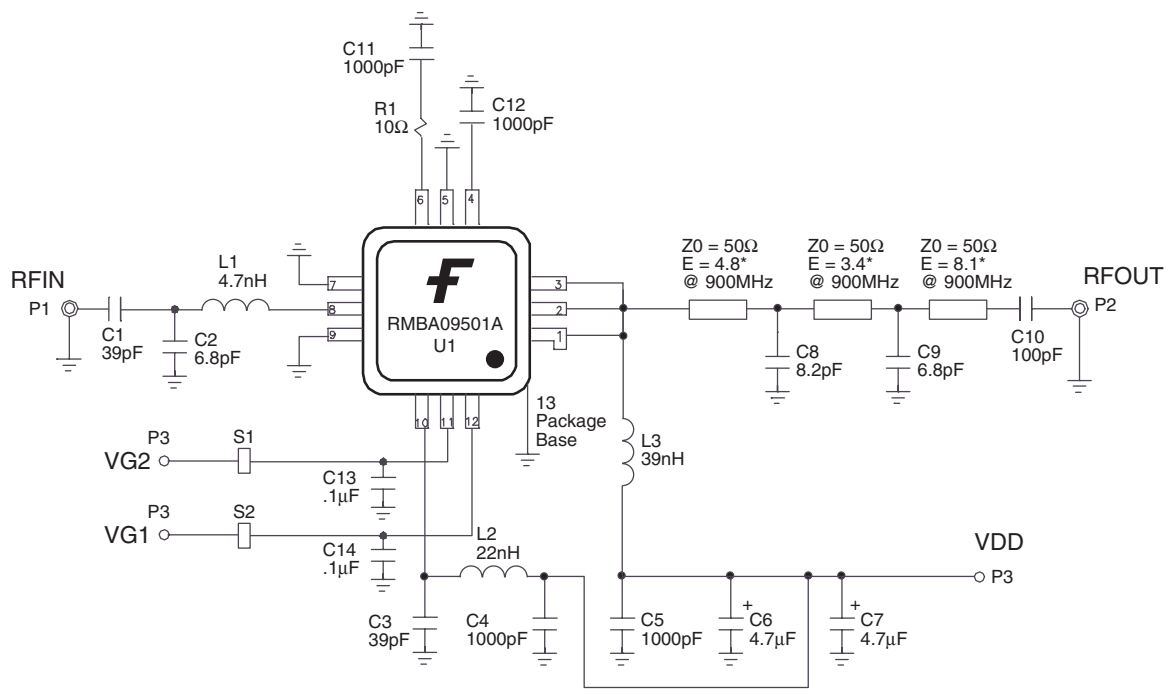 C11
1000pF
R1
10Ω
C12
1000pF
6
5
4
RFIN
P1
C1
39pF
C2
6.8pF
L1
4.7nH
7
8
9
RMBA09501A
U1
3
2
1
Z0 = 50Ω
E = 4.8*
@ 900MHz
Z0 = 50Ω
E = 3.4*
@ 900MHz
Z0 = 50Ω
E = 8.1*
@ 900MHz
RFOUT
P2
C10
100pF
C8
8.2pF
C9
6.8pF
10
11
12
13
Package
Base
L3
39nH
P3
VG2
S1
C13
.1μF
P3
VG1
S2
C14
.1μF
L2
22nH
VDD
P3
C3
39pF
C4
1000pF
C5
1000pF
+
C6
4.7μF
+
C7
4.7μF